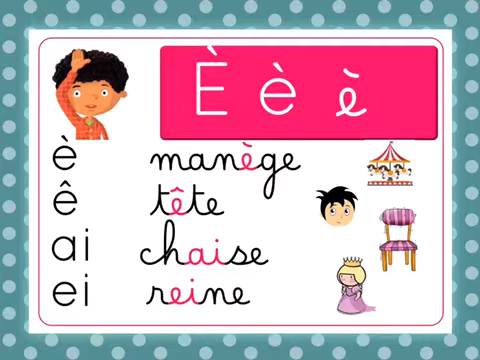 È è è
è manège
ê tête
ai chaise
ei reine